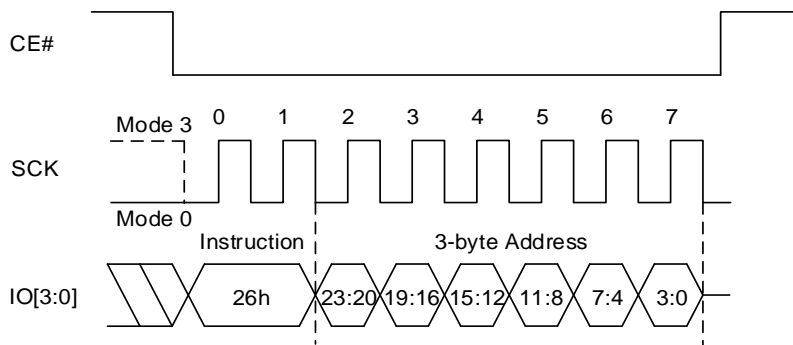 CE#
Mode 3
0 1 2 3 4 5 6 7
SCK
Mode 0
Instruction 3-byte Address
IO[3:0]
26h 23:20 19:16 15:12 11:8 7:4 3:0